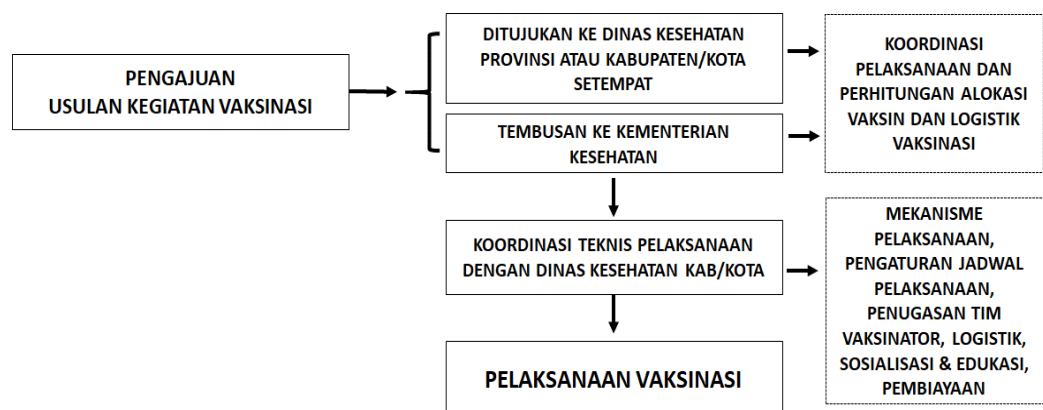 PENGAJUAN
USULAN KEGIATAN VAKSINASI
DITUJUKAN KE DINAS KESEHATAN
PROVINSI ATAU KABUPATEN/KOTA
SETEMPAT
TEMBUSAN KE KEMENTERIAN
KESEHATAN
KOORDINASI
PELAKSANAAN DAN
PERHITUNGAN ALOKASI
VAKSIN DAN LOGISTIK
VAKSINASI
KOORDINASI TEKNIS PELAKSANAAN
DENGAN DINAS KESEHATAN KAB/KOTA
MEKANISME
PELAKSANAAN,
PENGATURAN JADWAL
PELAKSANAAN,
PENUGASAN TIM
VAKSINATOR, LOGISTIK,
SOSIALISASI & EDUKASI,
PEMBIAYAAN
PELAKSANAAN VAKSINASI